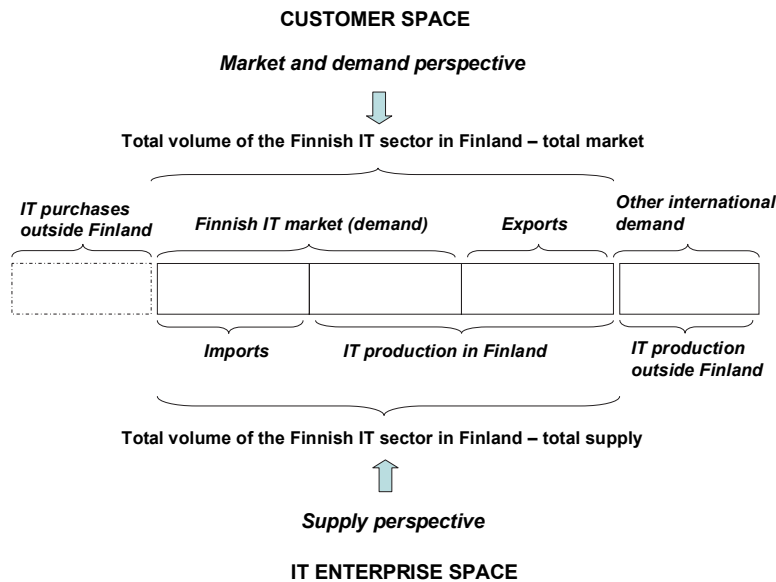 CUSTOMER SPACE
Market and demand perspective
Total volume of the Finnish IT sector in Finland – total market
IT purchases
outside Finland
Finnish IT market (demand)
Exports
Other international
demand
Imports
IT production in Finland
IT production
outside Finland
Total volume of the Finnish IT sector in Finland – total supply
Supply perspective
IT ENTERPRISE SPACE